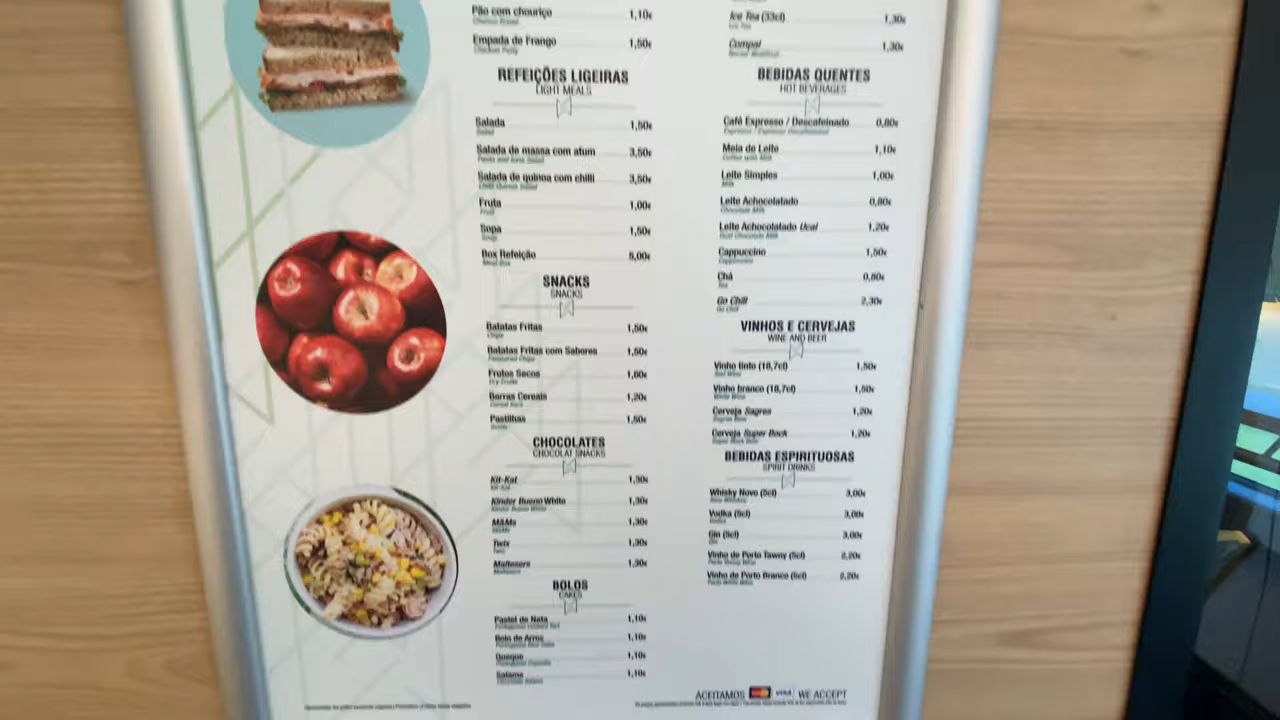 Pão com chouriço 1,10€
Empada de Frango 1,50€
Chicken Patty
REFEIÇÕES LIGEIRAS
LIGHT MEALS
Salada 1,50€
Salad
Salada de massa com atum 3,50€
Pasta and tuna Salad
Salada de quinoa com chilli 3,50€
Chilli Quinoa Salad
Fruta 1,00€
Fruit
Sopa 1,50€
Soup
Box Refeição 5,00€
Meal Box
SNACKS
SNACKS
Batatas Fritas 1,50€
Chips
Batatas Fritas com Sabores 1,50€
Flavoured Chips
Frutos Secos 1,60€
Dry Fruits
Barras Cereais 1,20€
Cereal Bars
Pastilhas 1,50€
CHOCOLATES
CHOCOLAT SNACKS
Kit-Kat 1,30€
Kit-Kat
Kinder Bueno White 1,30€
Kinder Bueno White
M&Ms 1,30€
M&Ms
Twix 1,30€
Twix
Maltesers 1,30€
Maltesers
BOLOS
CAKES
Pastel de Nata 1,10€
Portuguese Custard Tart
Bolo de Arroz 1,10€
Portuguese Rice Cake
Queque 1,10€
Portuguese Cupcake
Salame 1,10€
Chocolate Salami
Ice Tea (33cl) 1,30€
Ice Tea
Compal 1,30€
BEBIDAS QUENTES
HOT BEVERAGES
Café Expresso / Descafeinado 0,80€
Espresso / Espresso Decaffeinated
Meia de Leite 1,10€
Coffee with Milk
Leite Simples 1,00€
Milk
Leite Achocolatado 0,80€
Chocolate Milk
Leite Achocolatado Ucal 1,20€
Ucal Chocolate Milk
Cappuccino 1,50€
Cappuccino
Chá 0,80€
Tea
Go Chill 2,30€
Go Chill
VINHOS E CERVEJAS
WINE AND BEER
Vinho tinto (18,7cl) 1,50€
Red Wine
Vinho branco (18,7cl) 1,50€
White Wine
Cerveja Sagres 1,20€
Sagres Beer
Cerveja Super Bock 1,20€
Super Bock Beer
BEBIDAS ESPIRITUOSAS
SPIRIT DRINKS
Whisky Novo (5cl) 3,00€
New Whiskey
Vodka (5cl) 3,00€
Vodka
Gin (5cl) 3,00€
Gin
Vinho do Porto Tawny (5cl) 2,20€
Porto Tawny Wine
Vinho do Porto Branco (5cl) 2,20€
Porto White Wine
ACEITAMOS VISA WE ACCEPT